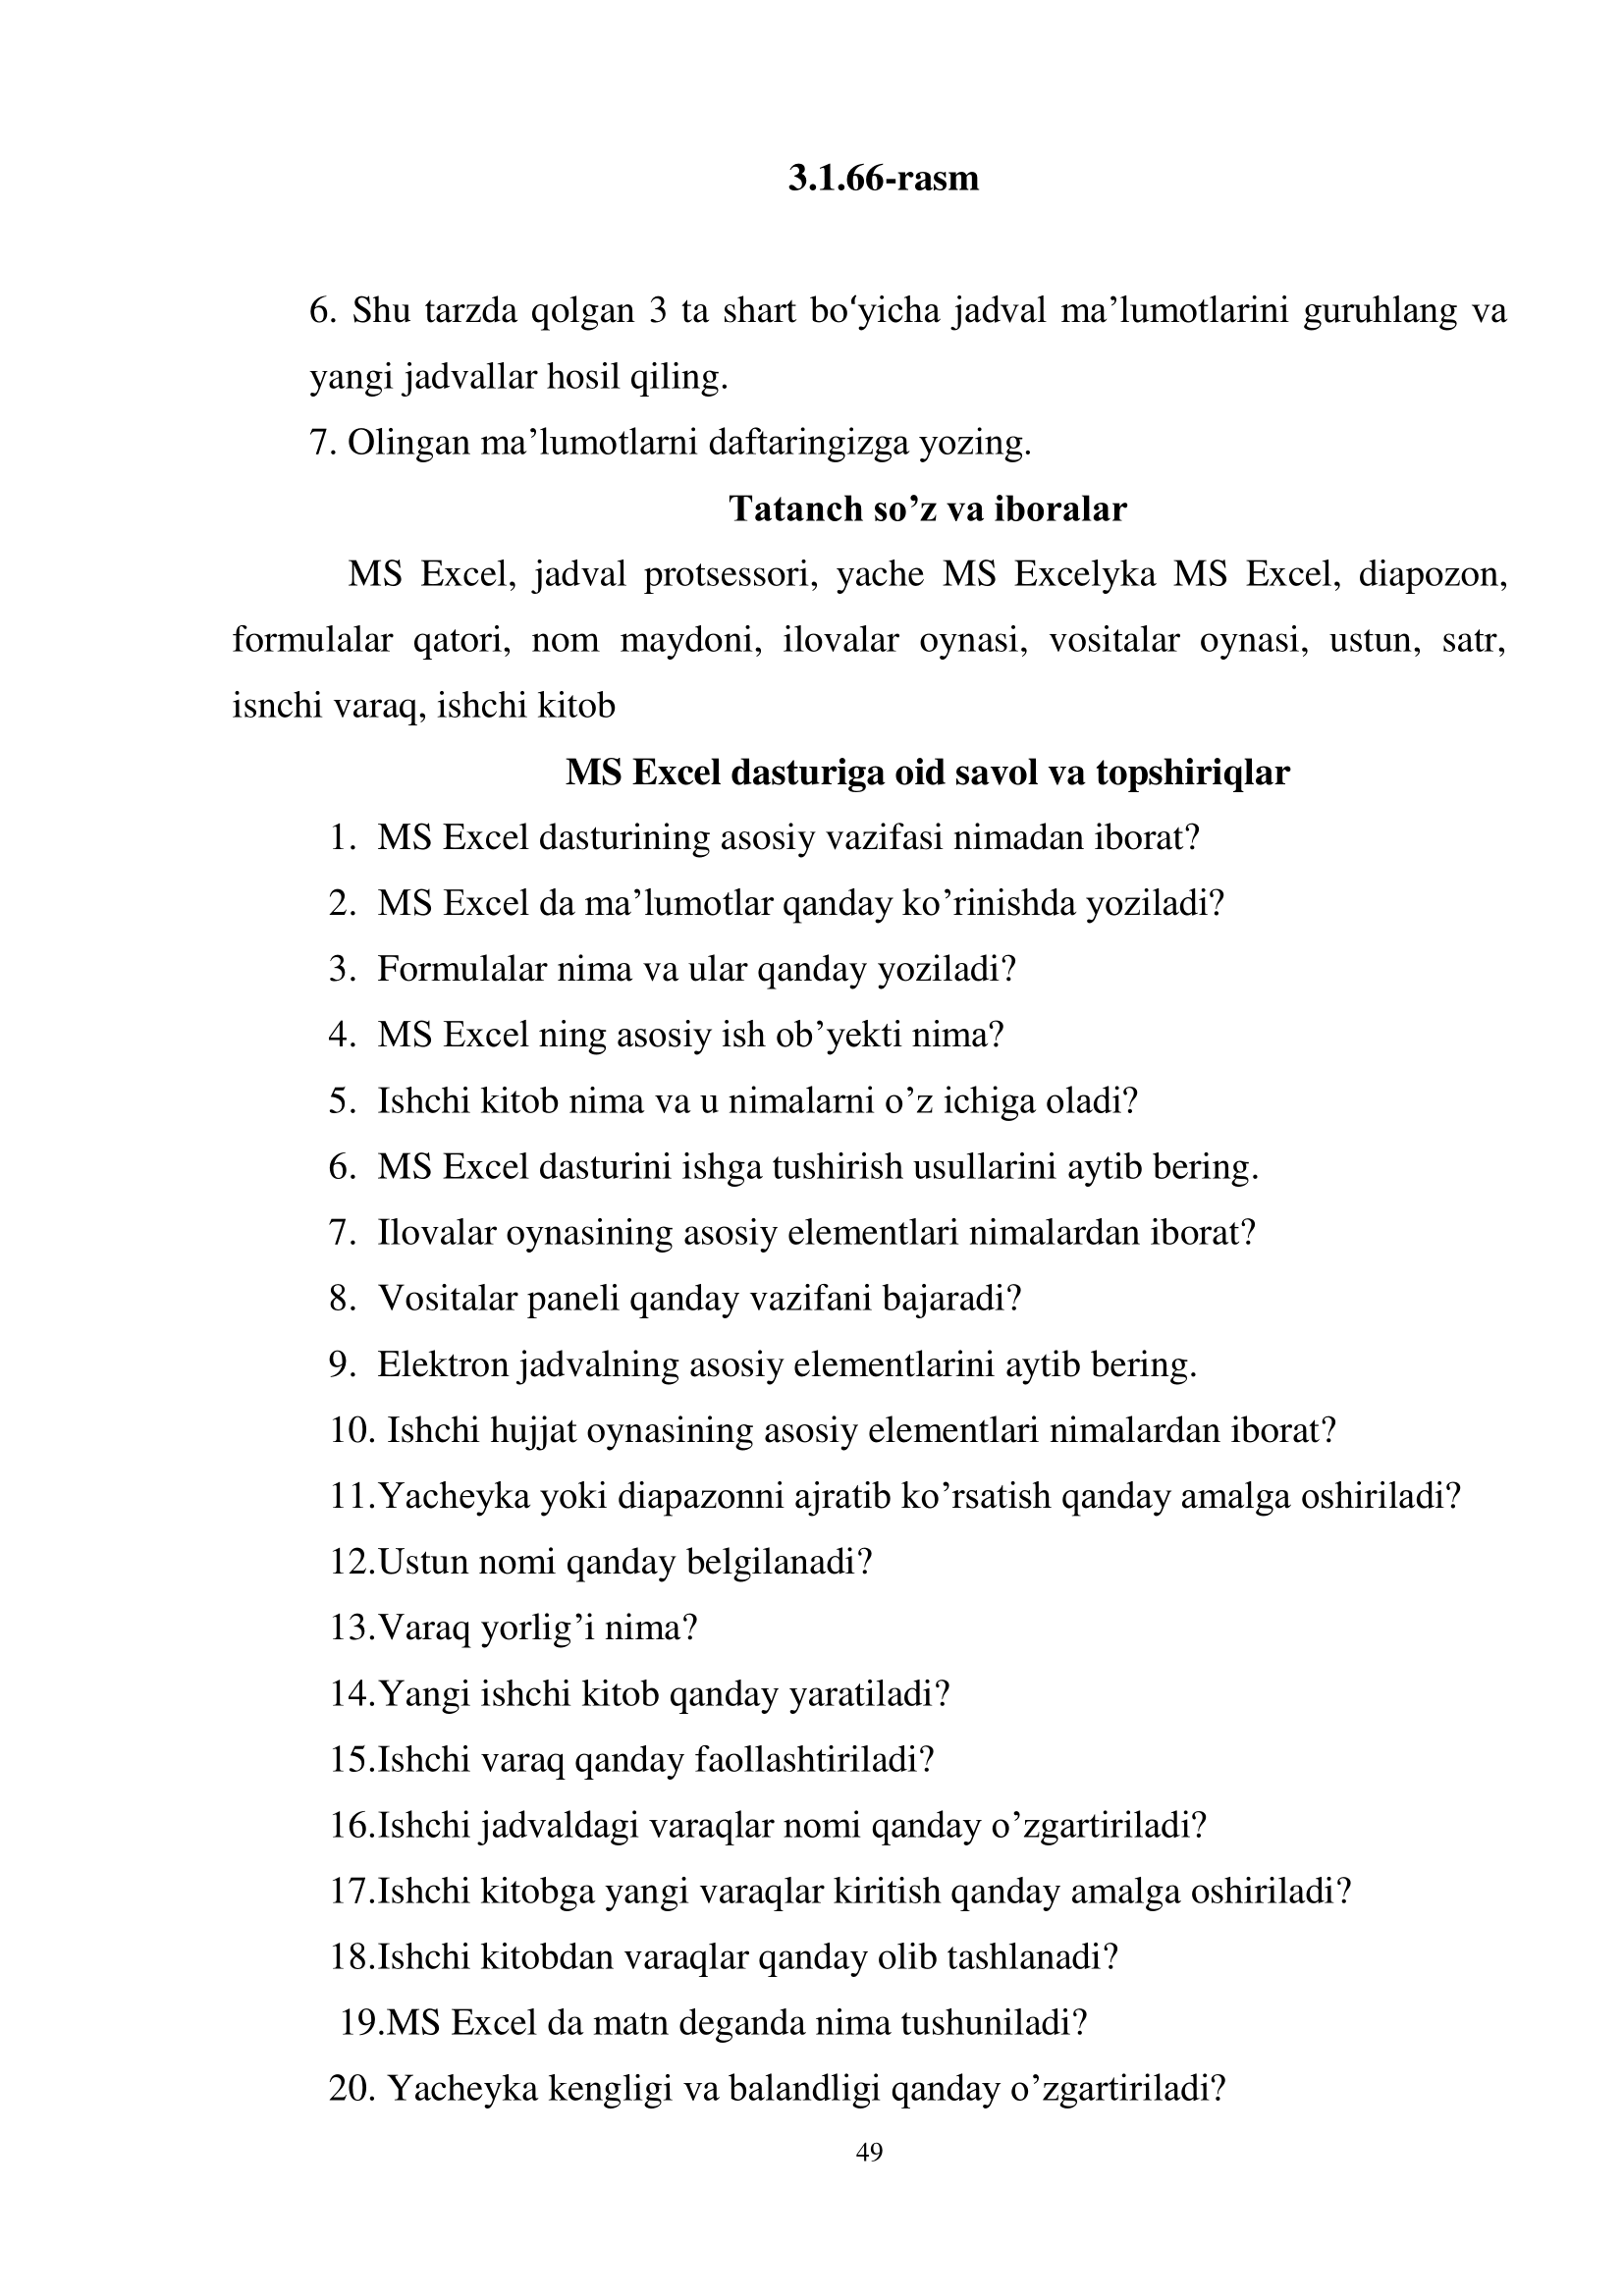 3.1.66-rasm
6. Shu tarzda qolgan 3 ta shart bo‘yicha jadval ma’lumotlarini guruhlang va
yangi jadvallar hosil qiling.
7. Olingan ma’lumotlarni daftaringizga yozing.
Tatanch so’z va iboralar
MS Excel, jadval protsessori, yache MS Excelyka MS Excel, diapozon,
formulalar qatori, nom maydoni, ilovalar oynasi, vositalar oynasi, ustun, satr,
isnchi varaq, ishchi kitob
MS Excel dasturiga oid savol va topshiriqlar
1. MS Excel dasturining asosiy vazifasi nimadan iborat?
2. MS Excel da ma’lumotlar qanday ko’rinishda yoziladi?
3. Formulalar nima va ular qanday yoziladi?
4. MS Excel ning asosiy ish ob’yekti nima?
5. Ishchi kitob nima va u nimalarni o’z ichiga oladi?
6. MS Excel dasturini ishga tushirish usullarini aytib bering.
7. Ilovalar oynasining asosiy elementlari nimalardan iborat?
8. Vositalar paneli qanday vazifani bajaradi?
9. Elektron jadvalning asosiy elementlarini aytib bering.
10. Ishchi hujjat oynasining asosiy elementlari nimalardan iborat?
11.Yacheyka yoki diapazonni ajratib ko’rsatish qanday amalga oshiriladi?
12.Ustun nomi qanday belgilanadi?
13.Varaq yorlig’i nima?
14.Yangi ishchi kitob qanday yaratiladi?
15.Ishchi varaq qanday faollashtiriladi?
16.Ishchi jadvaldagi varaqlar nomi qanday o’zgartiriladi?
17.Ishchi kitobga yangi varaqlar kiritish qanday amalga oshiriladi?
18.Ishchi kitobdan varaqlar qanday olib tashlanadi?
19.MS Excel da matn deganda nima tushuniladi?
20. Yacheyka kengligi va balandligi qanday o’zgartiriladi?
49